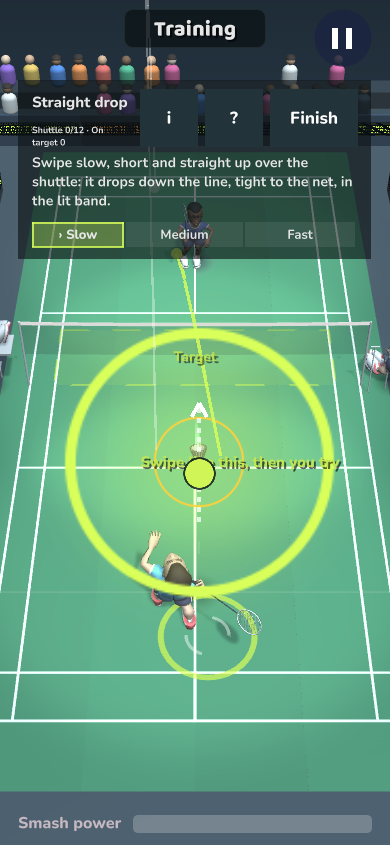 Training
Straight drop
i
?
Finish
Shuttle 0/12 · On
target 0
Swipe slow, short and straight up over the
shuttle: it drops down the line, tight to the net, in
the lit band.
› Slow
Medium
Fast
Target
Swipe this, then you try
Smash power